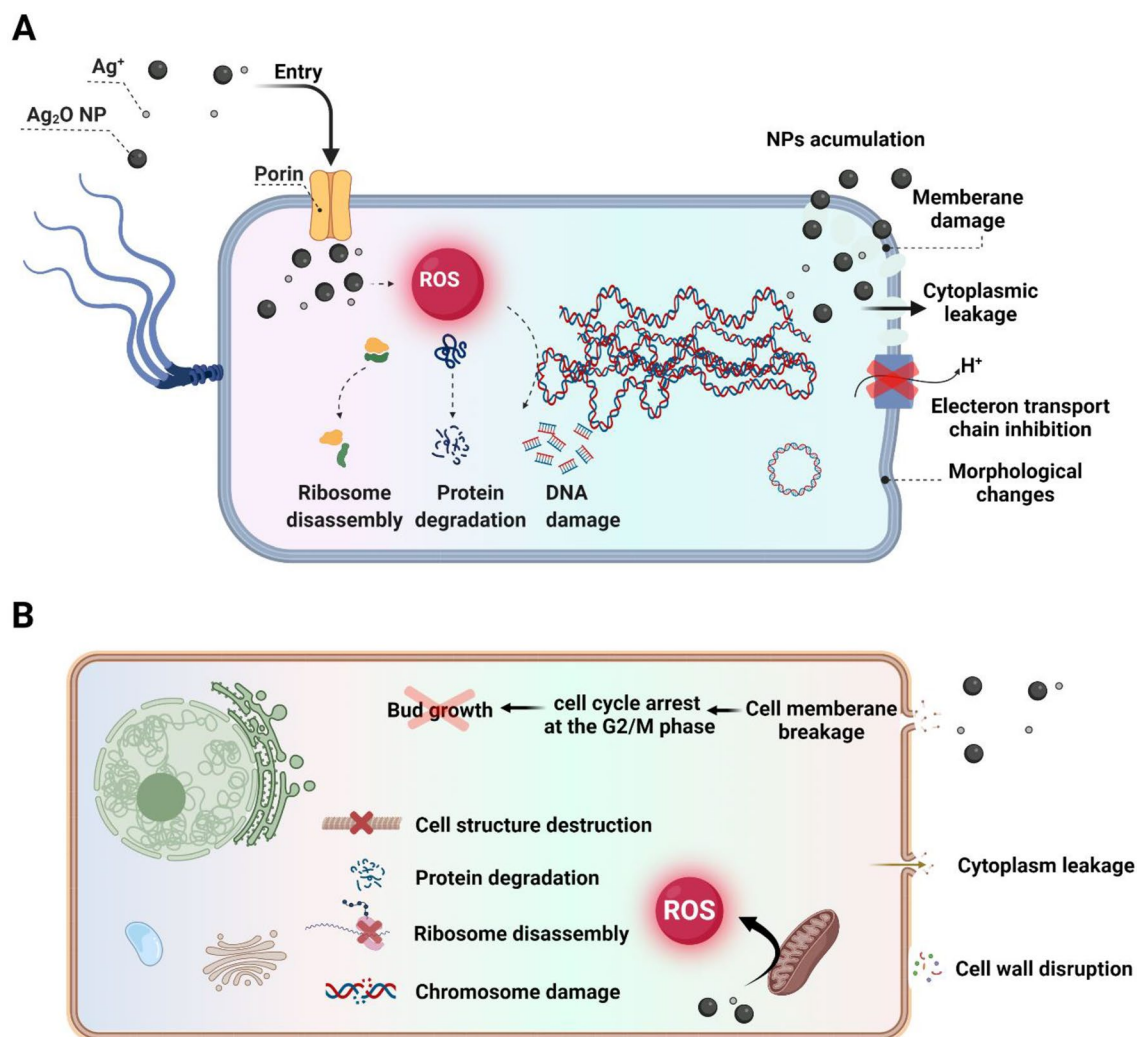 A
Ag⁺
Entry
Ag₂O NP
Porin
NPs acumulation
Memberane
damage
ROS
Cytoplasmic
leakage
H⁺
Electeron transport
chain inhibition
Morphological
changes
Ribosome
disassembly
Protein
degradation
DNA
damage
B
Bud growth
cell cycle arrest
at the G2/M phase
Cell memberane
breakage
Cell structure destruction
Protein degradation
Ribosome disassembly
Chromosome damage
ROS
Cytoplasm leakage
Cell wall disruption